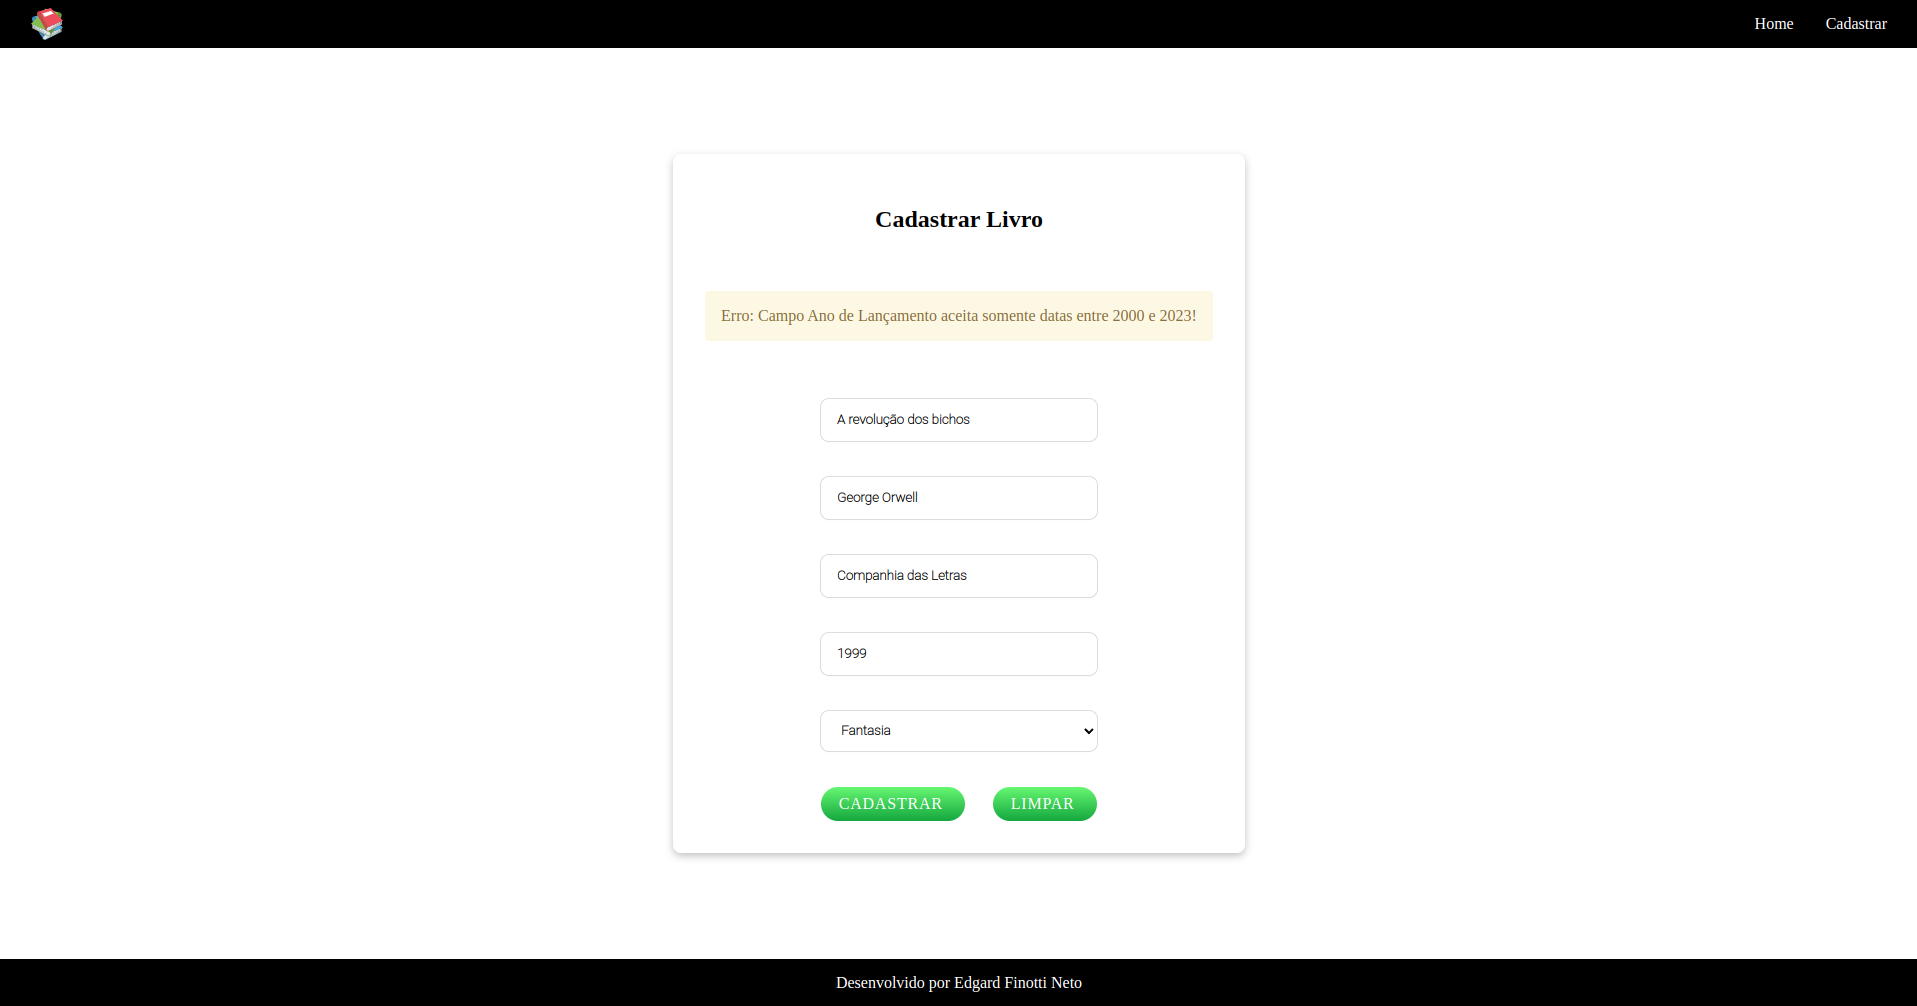 Home Cadastrar
Cadastrar Livro
Erro: Campo Ano de Lançamento aceita somente datas entre 2000 e 2023!
A revolução dos bichos
George Orwell
Companhia das Letras
1999
Fantasia
CADASTRAR LIMPAR
Desenvolvido por Edgard Finotti Neto